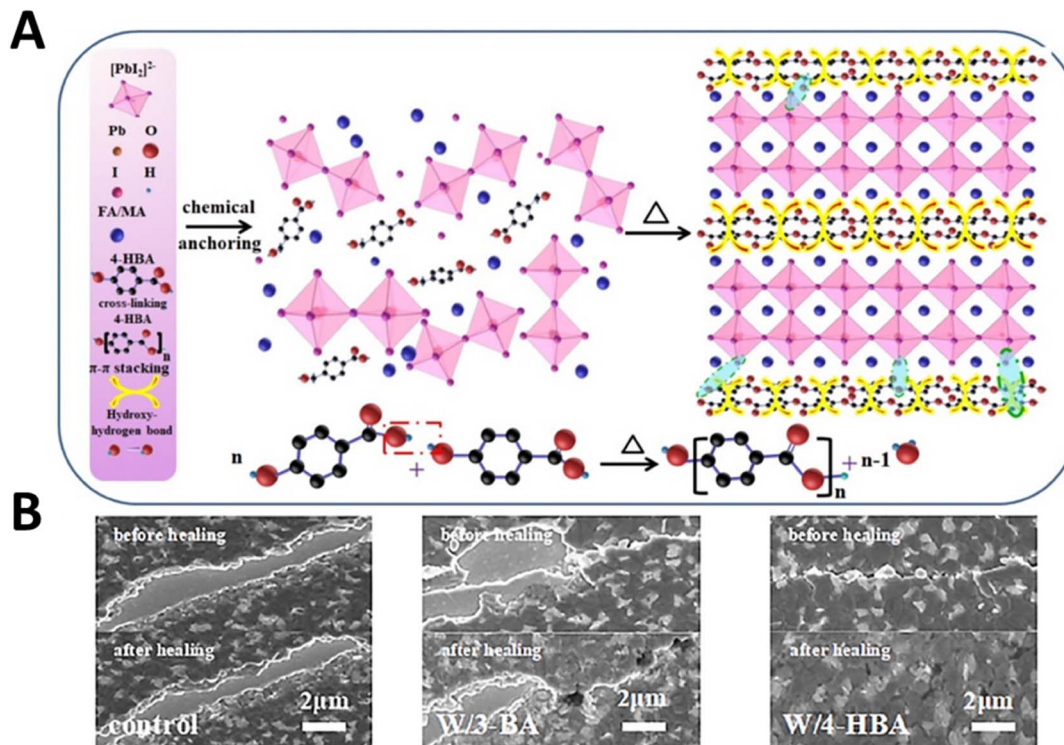 A
[PbI₂]²⁻
Pb O
I H
FA/MA
4-HBA
cross-linking
4-HBA
n
π-π stacking
Hydroxy-
hydrogen bond
chemical
anchoring
△
n
+
△
n
+ n-1
B
before healing
after healing
2μm
control
before healing
after healing
2μm
W/3-BA
before healing
after healing
2μm
W/4-HBA